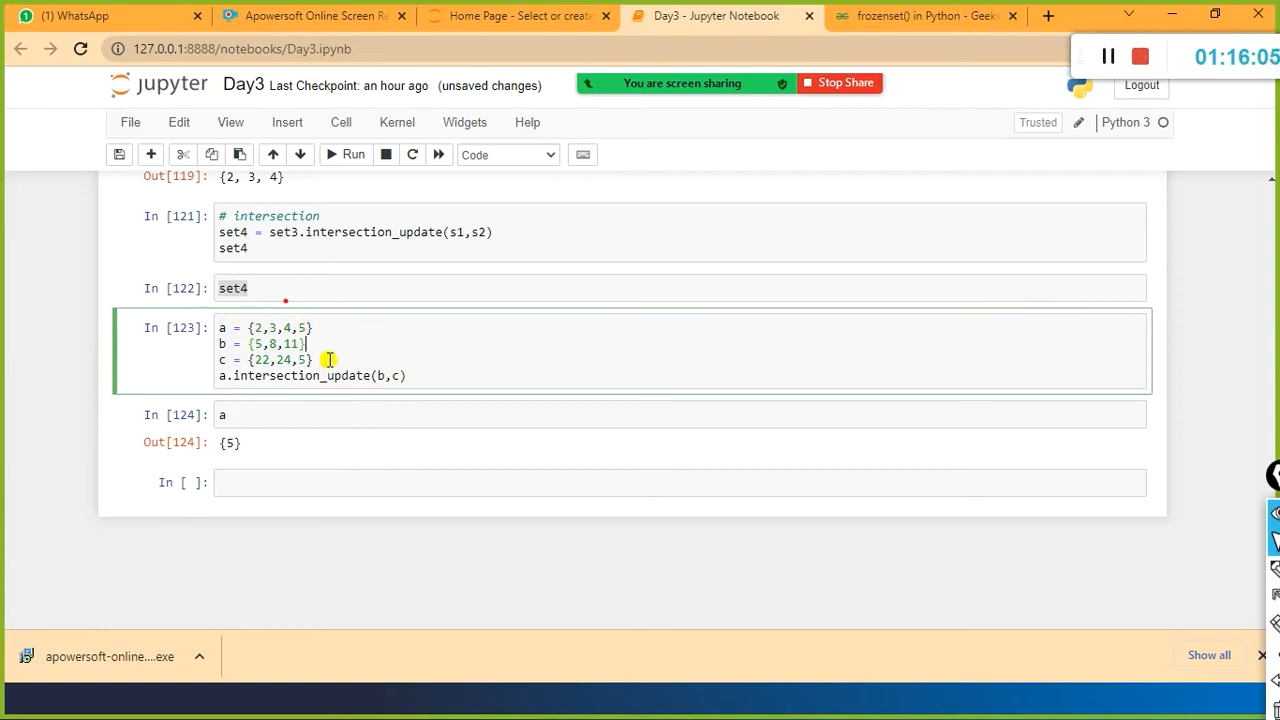 (1) WhatsApp
Apowersoft Online Screen Re
Home Page - Select or create
Day3 - Jupyter Notebook
frozenset() in Python - Geeks
127.0.0.1:8888/notebooks/Day3.ipynb
01:16:05
jupyter Day3 Last Checkpoint: an hour ago (unsaved changes)
You are screen sharing
Stop Share
Logout
File Edit View Insert Cell Kernel Widgets Help
Trusted
Python 3
Run
Code
Out[119]: {2, 3, 4}
In [121]: # intersection
set4 = set3.intersection_update(s1,s2)
set4
In [122]: set4
In [123]: a = {2,3,4,5}
b = {5,8,11}
c = {22,24,5}
a.intersection_update(b,c)
In [124]: a
Out[124]: {5}
In [ ]:
apowersoft-online....exe
Show all